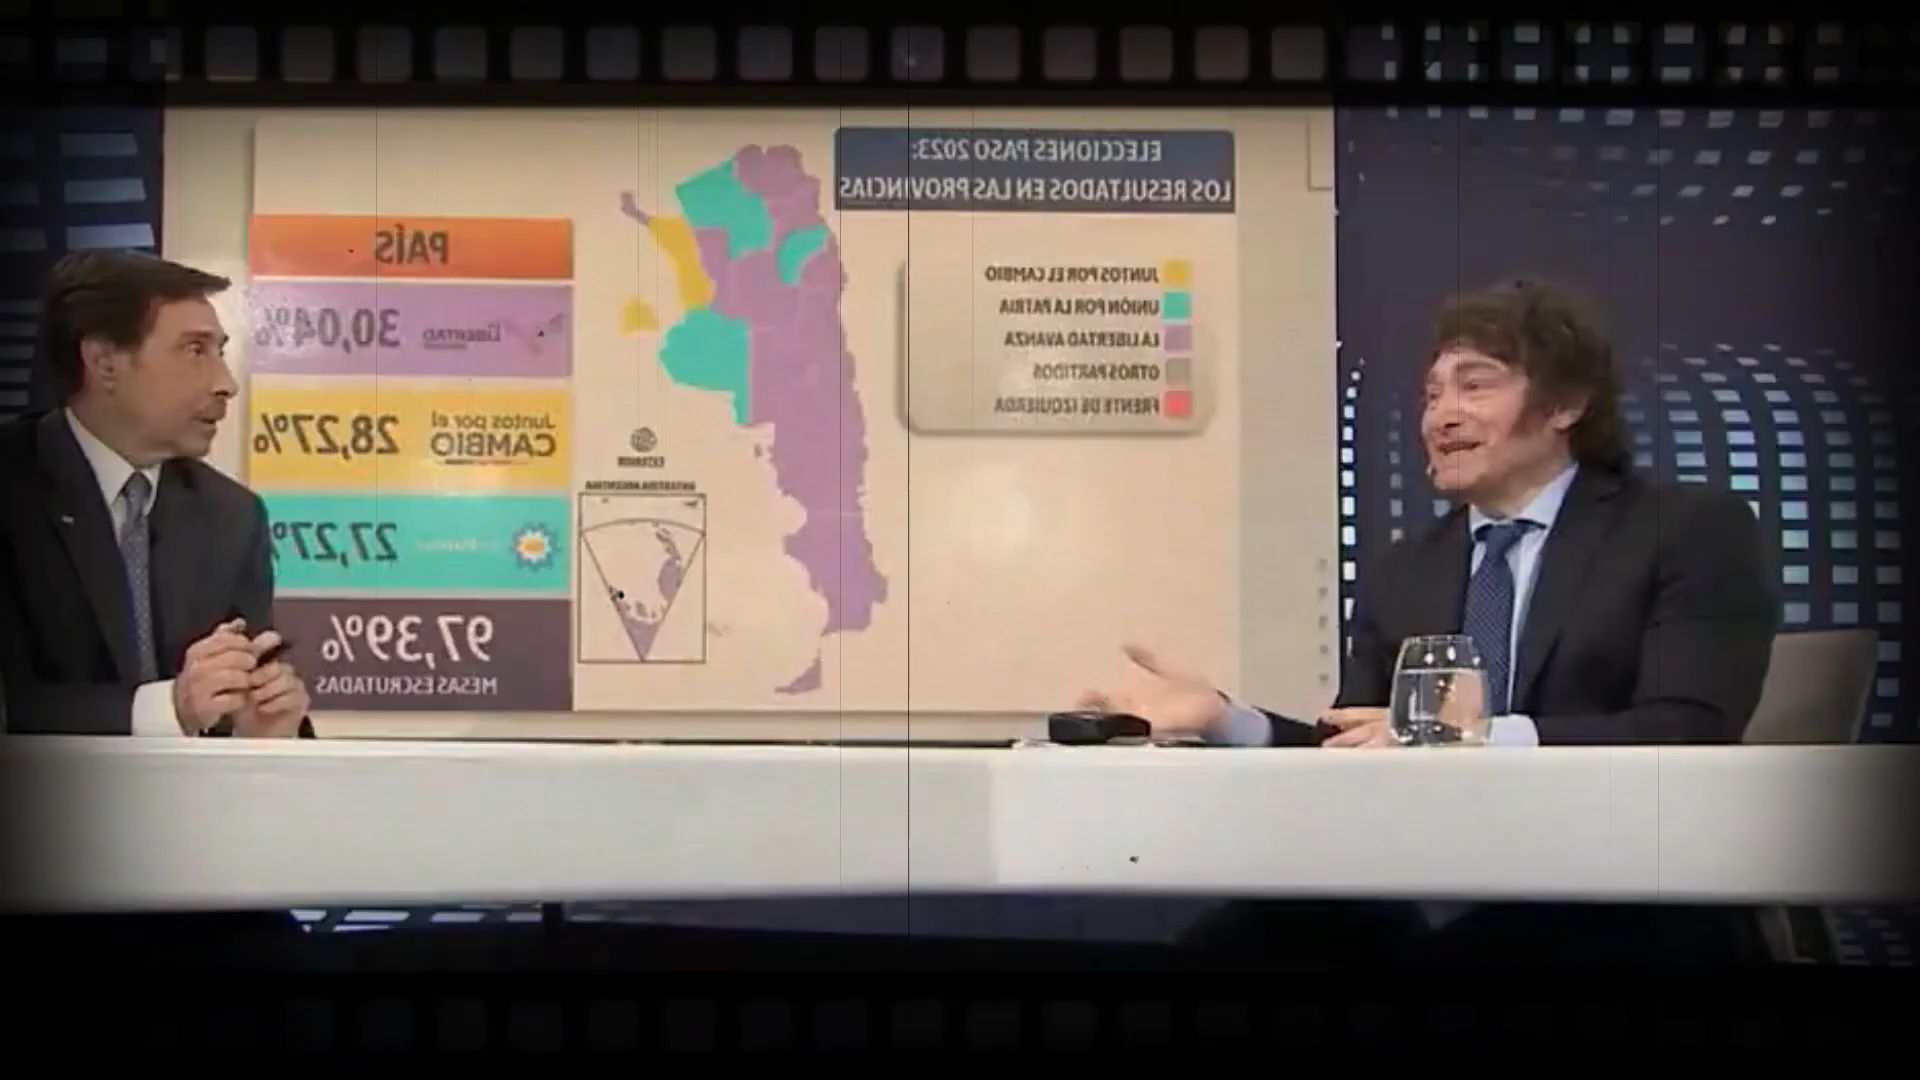 ELECCIONES PASO 2023:
LOS RESULTADOS EN LAS PROVINCIAS
JUNTOS POR EL CAMBIO
UNIÓN POR LA PATRIA
LA LIBERTAD AVANZA
OTROS PARTIDOS
FRENTE DE IZQUIERDA
PAÍS
LIBERTAD 30,04%
Juntos por el
CAMBIO 28,27%
27,27%
97,39%
MESAS ESCRUTADAS
EXTERIOR
ANTÁRTIDA ARGENTINA